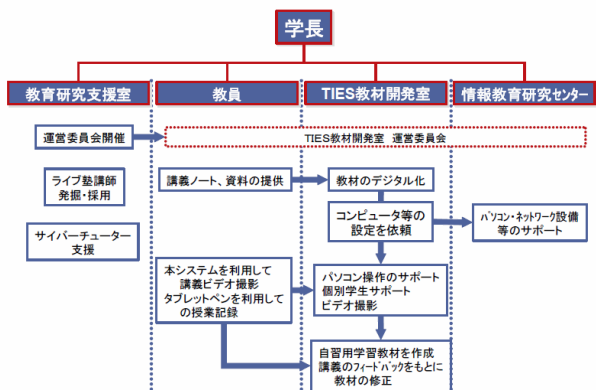 学長
教育研究支援室
教員
TIES教材開発室
情報教育研究センター
運営委員会開催
TIES教材開発室 運営委員会
ライブ塾講師
発掘・採用
講義ノート、資料の提供
教材のデジタル化
コンピュータ等の
設定を依頼
パソコン・ネットワーク設備
等のサポート
サイバーチューター
支援
本システムを利用して
講義ビデオ撮影
タブレットペンを利用して
の授業記録
パソコン操作のサポート
個別学生サポート
ビデオ撮影
自習用学習教材を作成
講義のフィードバックをもとに
教材の修正